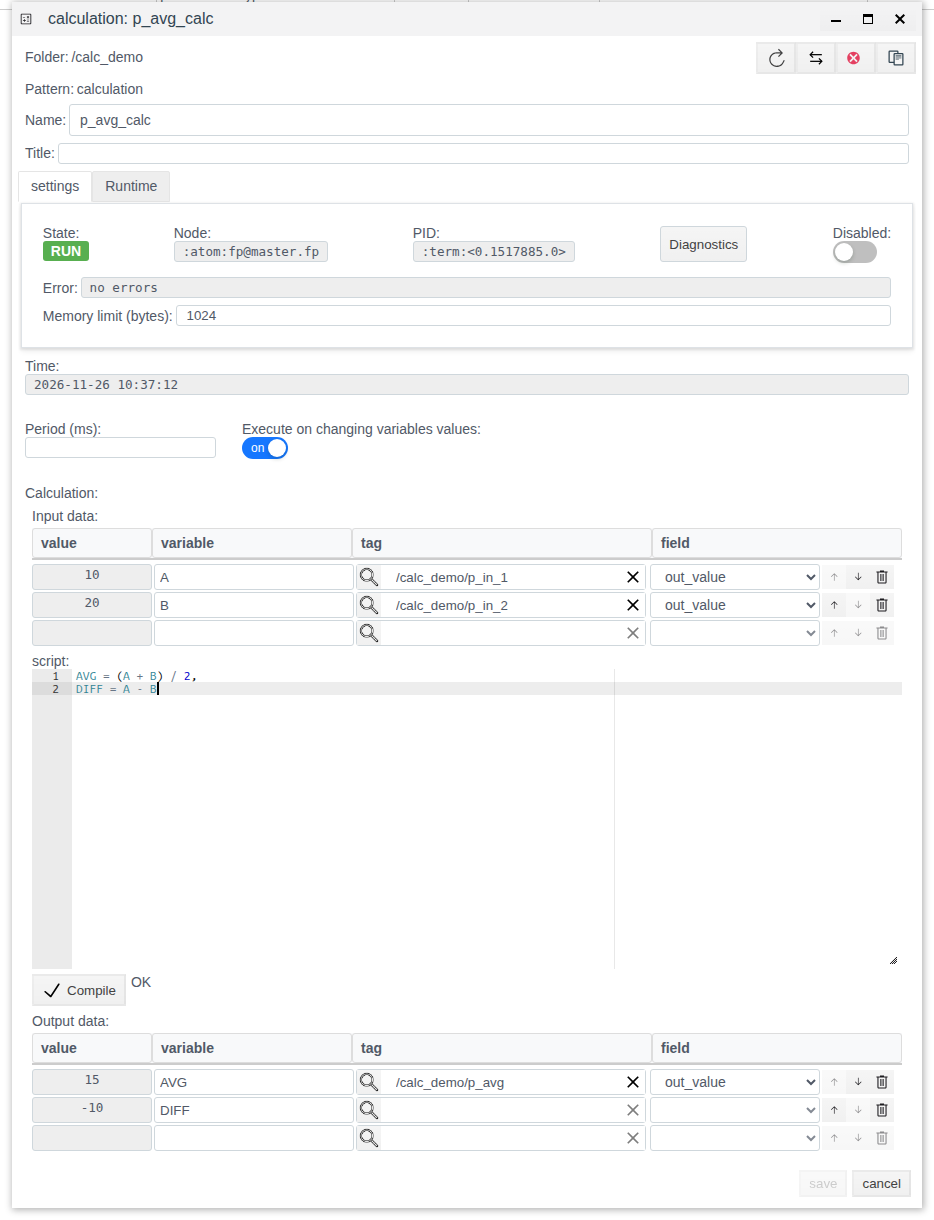 calculation: p_avg_calc
Folder: /calc_demo
Pattern: calculation
Name: p_avg_calc
Title:
settings Runtime
State: Node: PID: Diagnostics Disabled:
RUN :atom:fp@master.fp :term:<0.1517885.0>
Error: no errors
Memory limit (bytes): 1024
Time:
2026-11-26 10:37:12
Period (ms): Execute on changing variables values:
on
Calculation:
Input data:
value variable tag field
10 A /calc_demo/p_in_1 out_value
20 B /calc_demo/p_in_2 out_value
script:
1 AVG = (A + B) / 2,
2 DIFF = A - B
Compile OK
Output data:
value variable tag field
15 AVG /calc_demo/p_avg out_value
-10 DIFF
save cancel